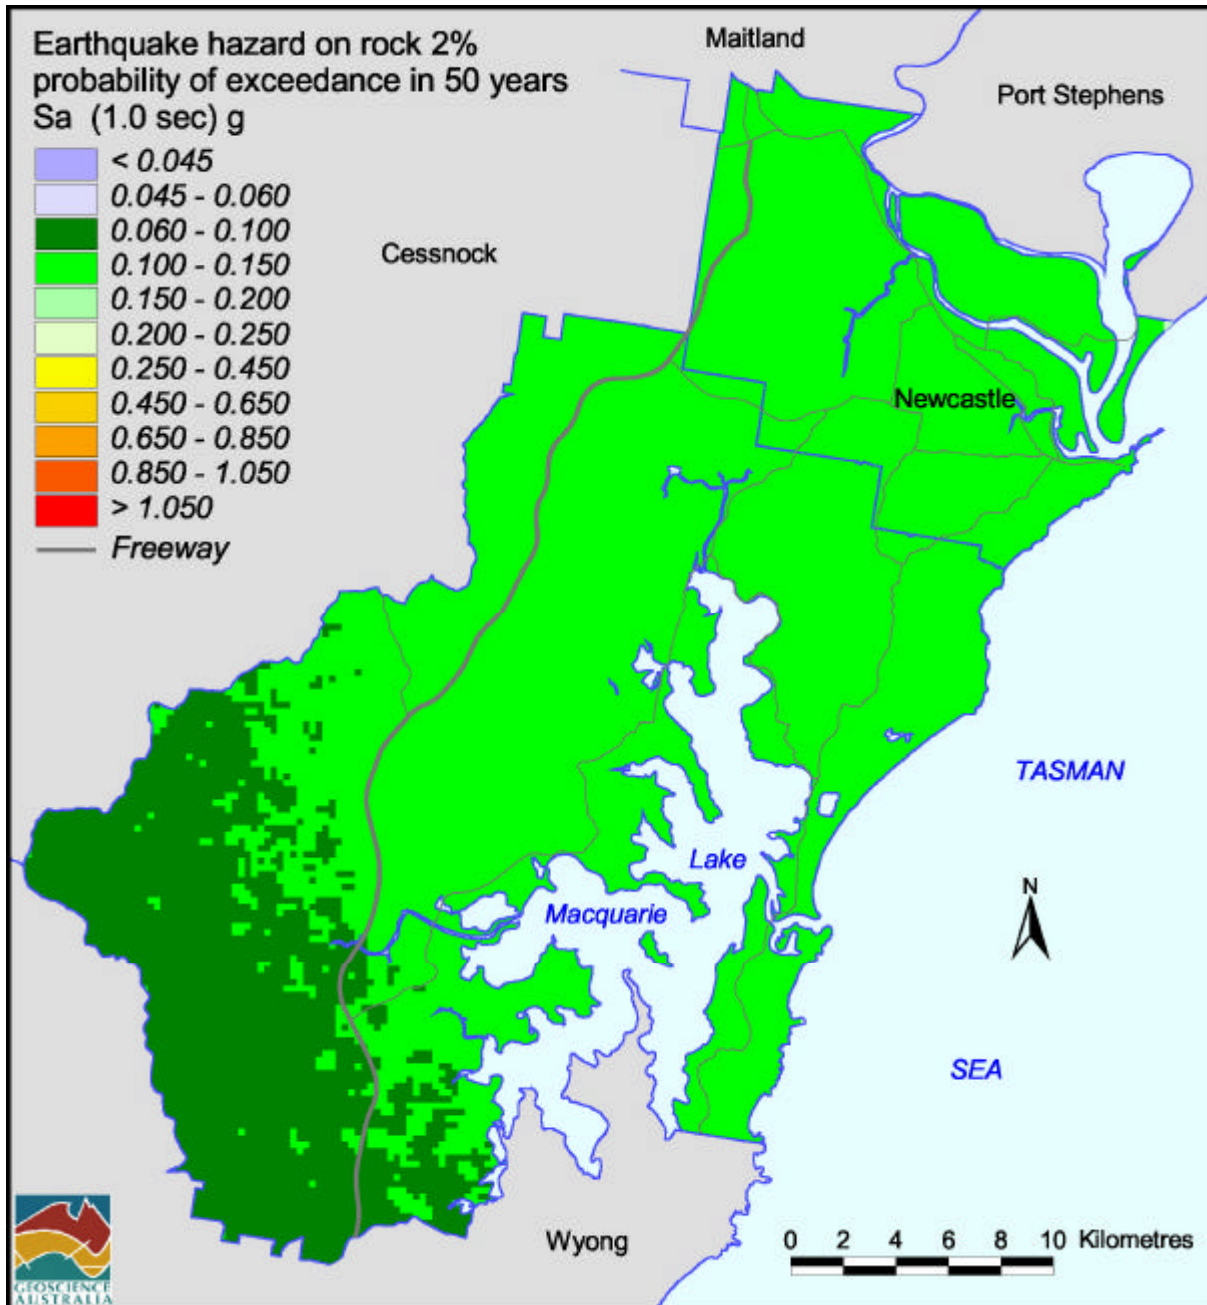 Earthquake hazard on rock 2%
probability of exceedance in 50 years
Sa (1.0 sec) g
< 0.045
0.045 - 0.060
0.060 - 0.100
0.100 - 0.150
0.150 - 0.200
0.200 - 0.250
0.250 - 0.450
0.450 - 0.650
0.650 - 0.850
0.850 - 1.050
> 1.050
Freeway
Maitland
Port Stephens
Cessnock
Newcastle
TASMAN
Lake
Macquarie
N
SEA
Wyong
0 2 4 6 8 10 Kilometres
GEOSCIENCE
AUSTRALIA